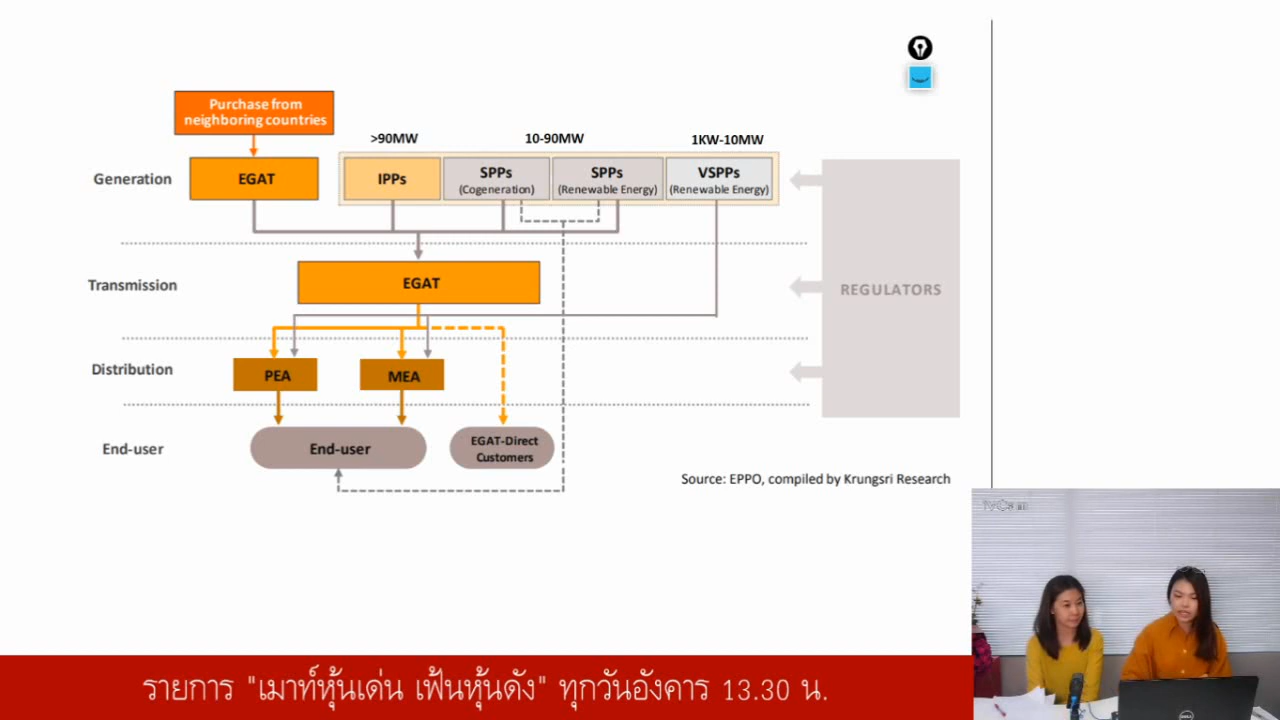 Purchase from
neighboring countries
>90MW
10-90MW
1KW-10MW
Generation
EGAT
IPPs
SPPs
(Cogeneration)
SPPs
(Renewable Energy)
VSPPs
(Renewable Energy)
Transmission
EGAT
REGULATORS
Distribution
PEA
MEA
End-user
End-user
EGAT-Direct
Customers
Source: EPPO, compiled by Krungsri Research
รายการ "เมาท์หุ้นเด่น เฟ้นหุ้นดัง" ทุกวันอังคาร 13.30 น.
DELL